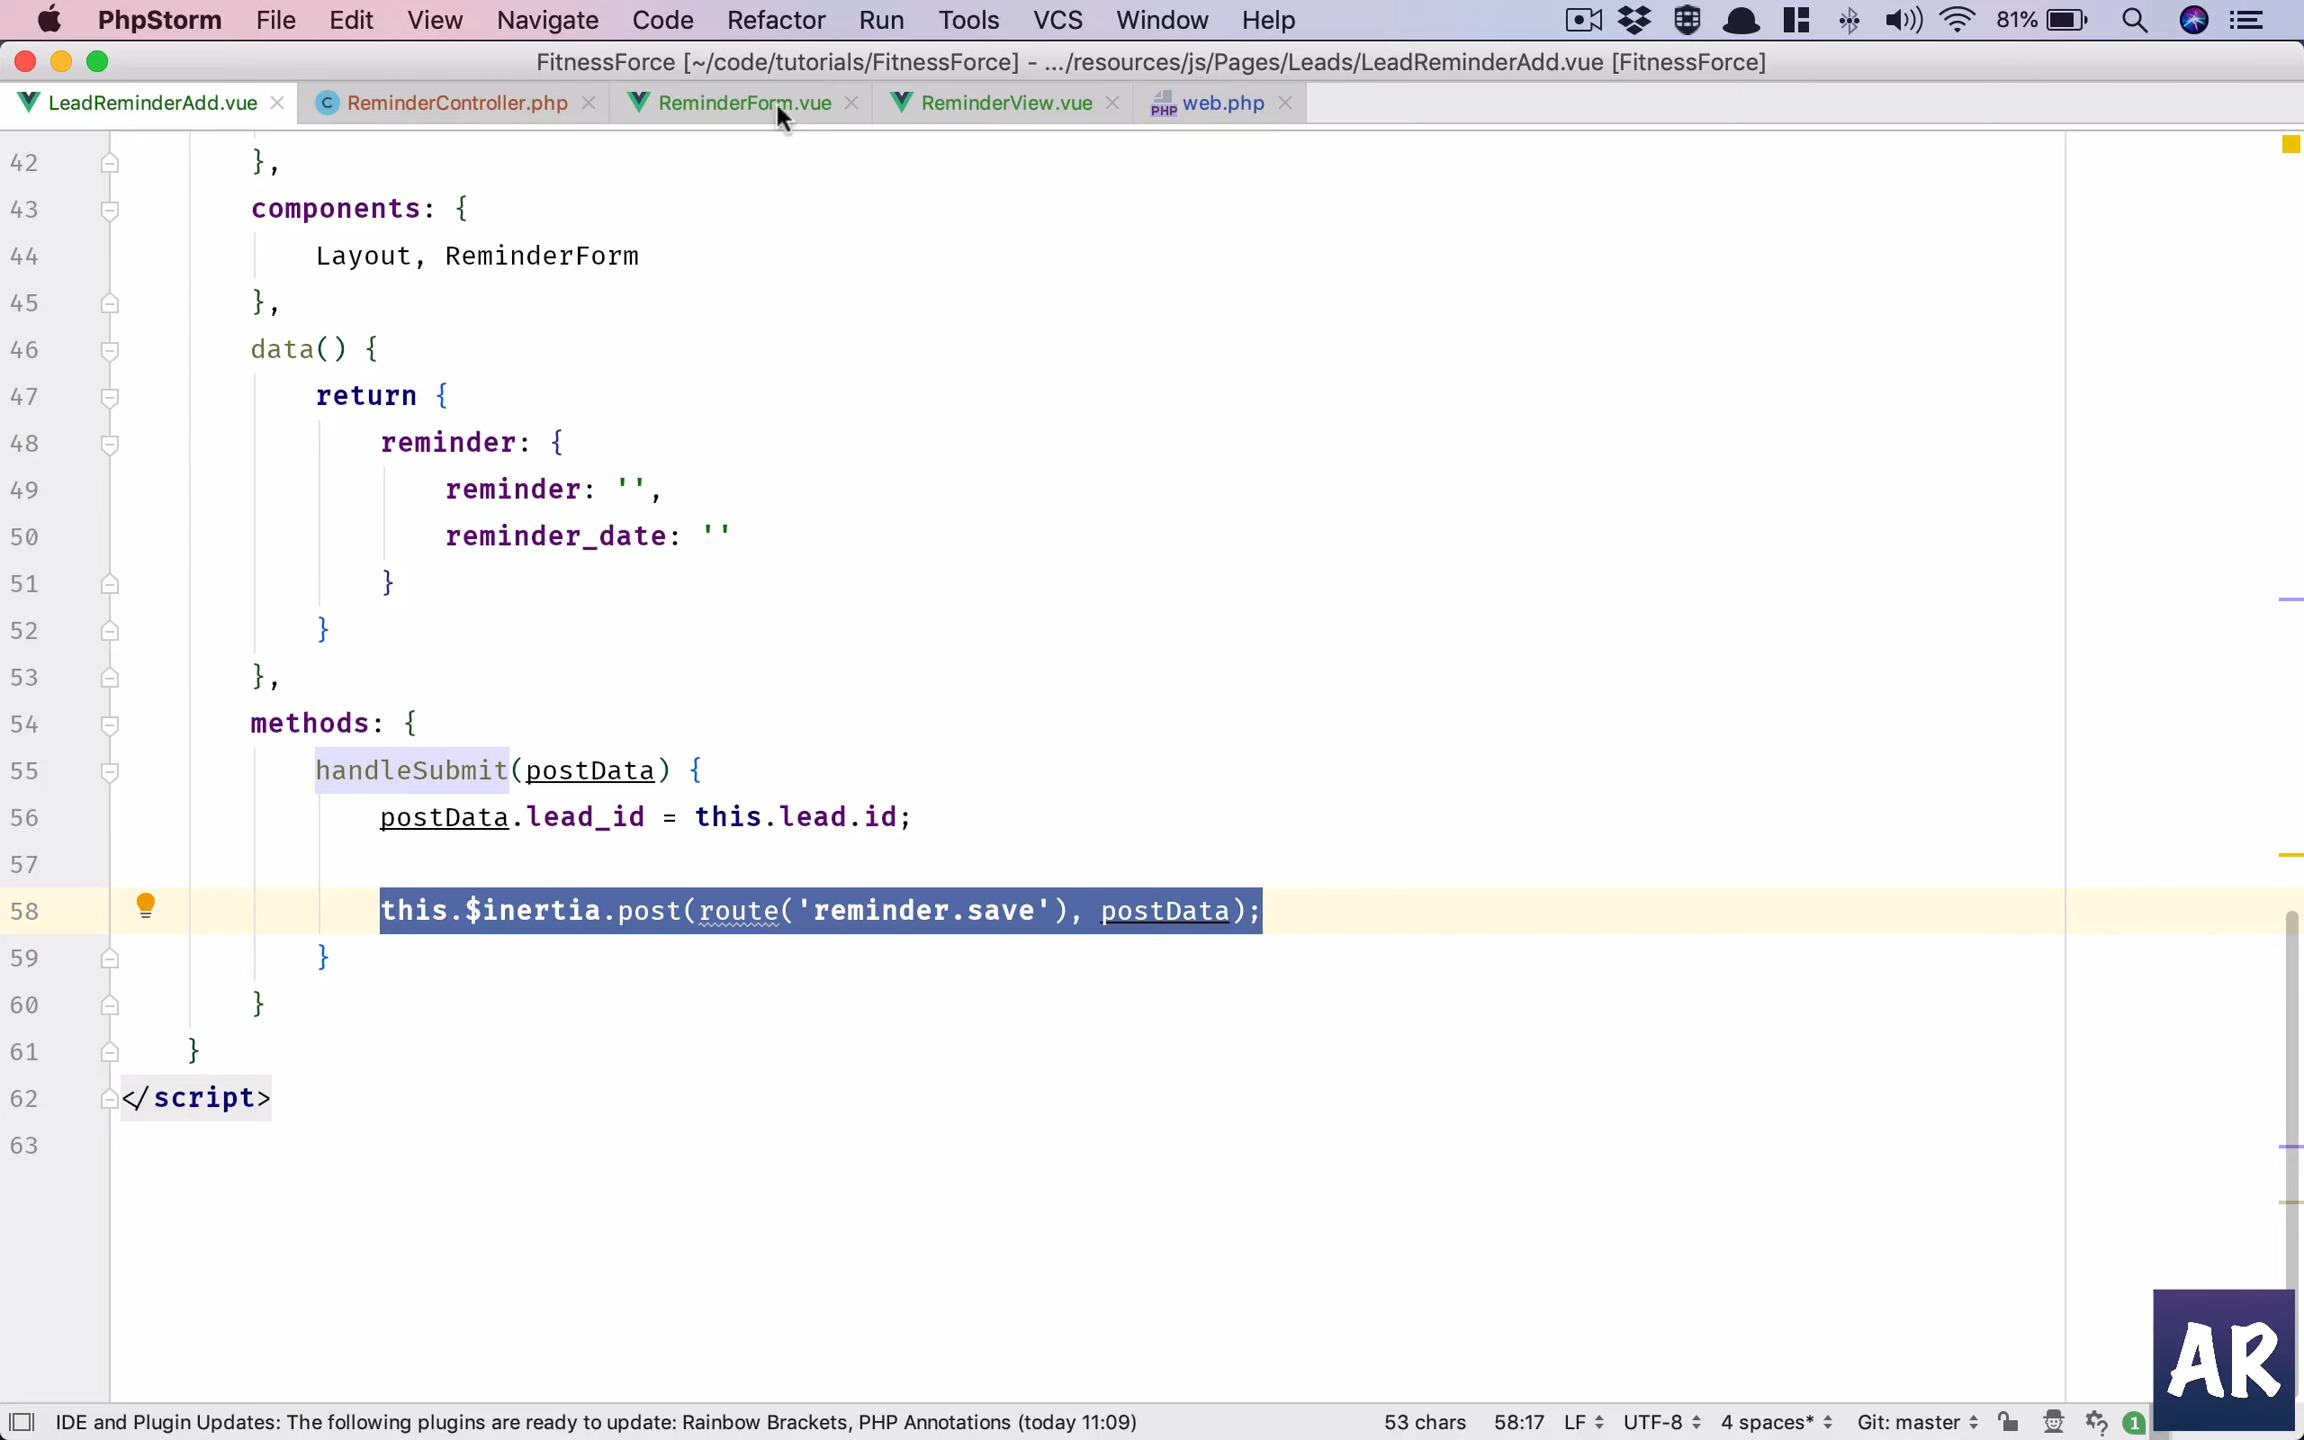 PhpStorm File Edit View Navigate Code Refactor Run Tools VCS Window Help 81%
FitnessForce [~/code/tutorials/FitnessForce] - .../resources/js/Pages/Leads/LeadReminderAdd.vue [FitnessForce]
LeadReminderAdd.vue C ReminderController.php ReminderForm.vue ReminderView.vue PHP web.php
42 },
43 components: {
44 Layout, ReminderForm
45 },
46 data() {
47 return {
48 reminder: {
49 reminder: '',
50 reminder_date: ''
51 }
52 }
53 },
54 methods: {
55 handleSubmit(postData) {
56 postData.lead_id = this.lead.id;
57
58 this.$inertia.post(route('reminder.save'), postData);
59 }
60 }
61 }
62 </script>
63
AR
IDE and Plugin Updates: The following plugins are ready to update: Rainbow Brackets, PHP Annotations (today 11:09) 53 chars 58:17 LF UTF-8 4 spaces* Git: master 1